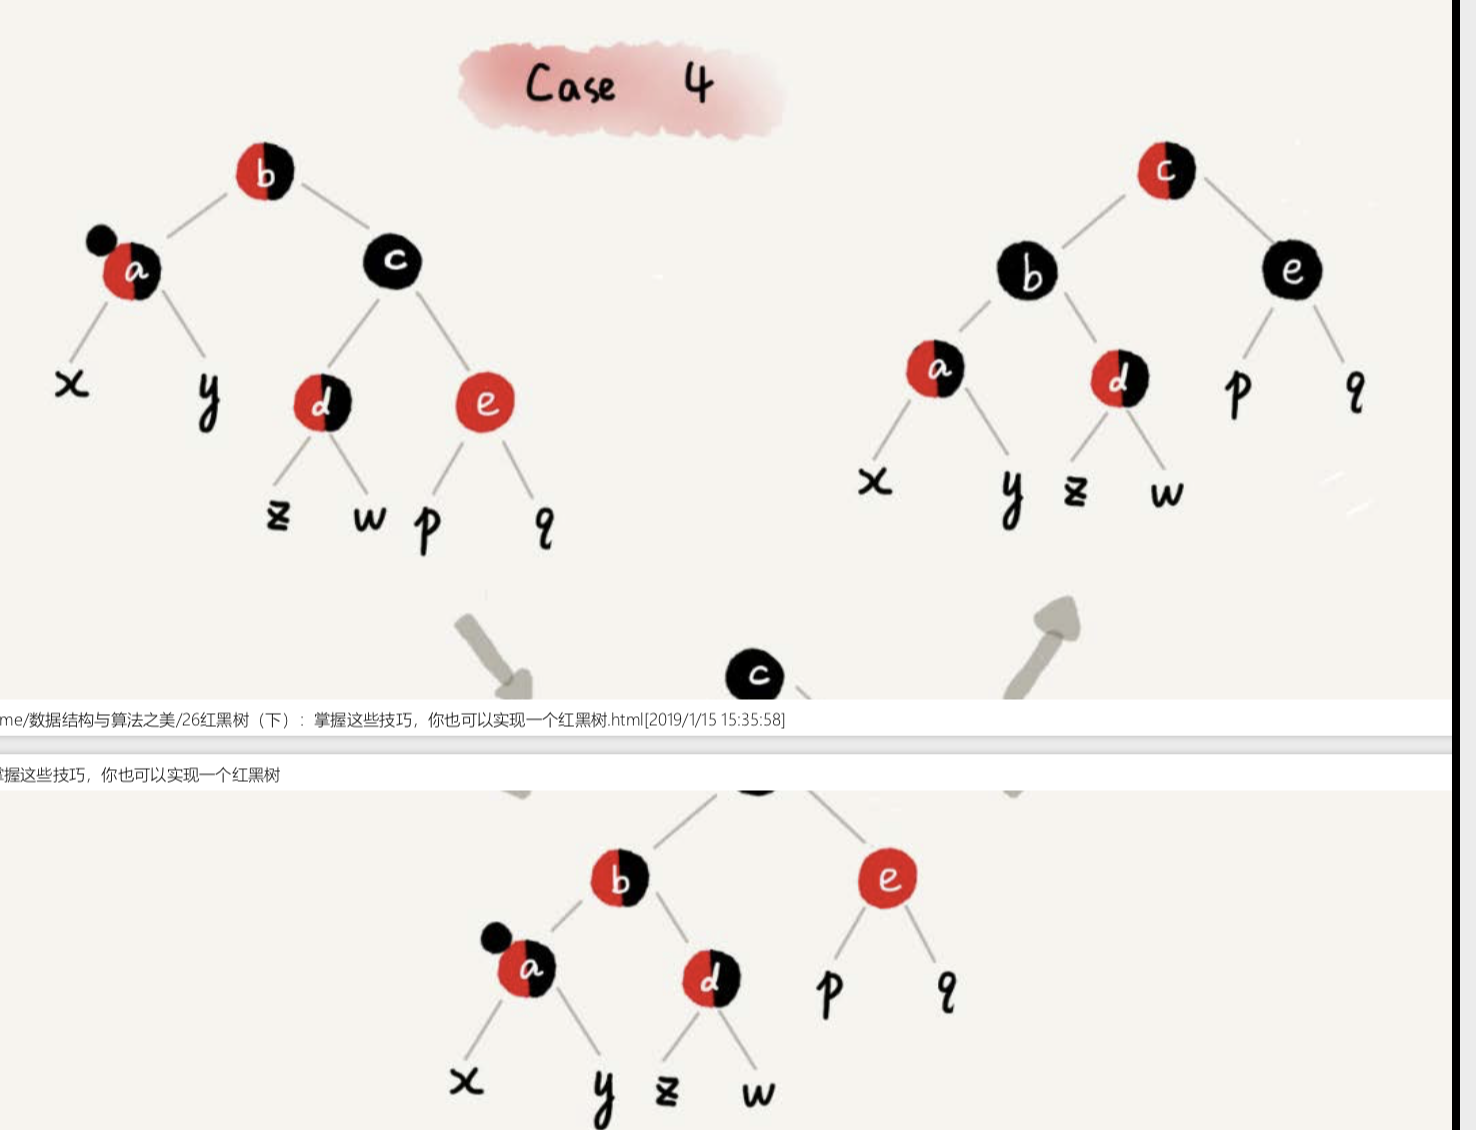 Case 4
b
c
a
c
b
e
x
y
d
e
a
d
p
q
z
w
p
q
x
y
z
w
c
me/数据结构与算法之美/26红黑树（下）：掌握这些技巧，你也可以实现一个红黑树.html[2019/1/15 15:35:58]
掌握这些技巧，你也可以实现一个红黑树
b
e
a
d
p
q
x
y
z
w